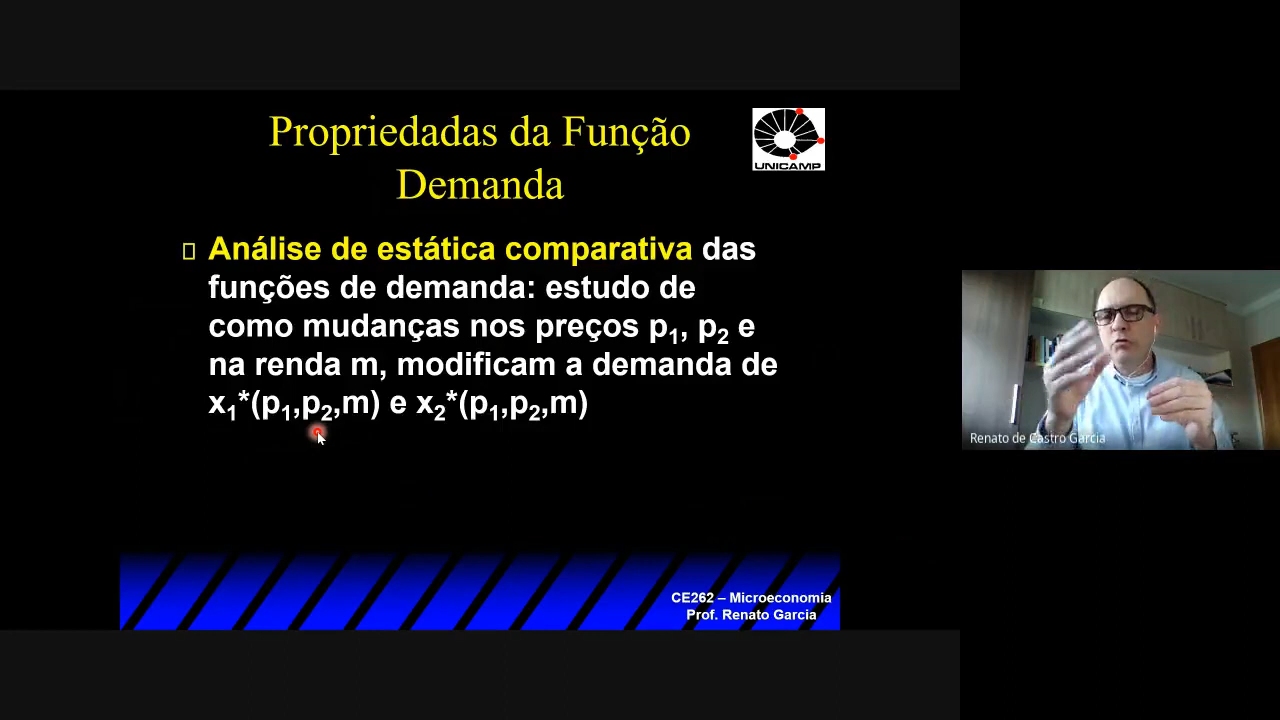 Propriedadas da Função
Demanda
UNICAMP
Análise de estática comparativa das
funções de demanda: estudo de
como mudanças nos preços p₁, p₂ e
na renda m, modificam a demanda de
x₁*(p₁,p₂,m) e x₂*(p₁,p₂,m)
Renato de Castro Garcia
CE262 – Microeconomia
Prof. Renato Garcia